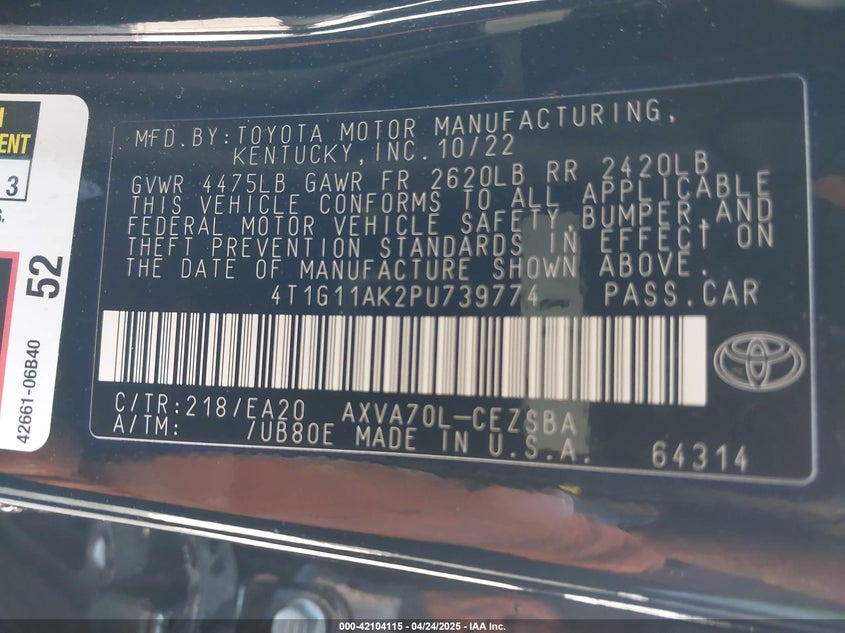 ENT
3
S.
52
42661-06B40
MFD. BY: TOYOTA MOTOR MANUFACTURING,
KENTUCKY, INC. 10/22
GVWR 4475LB GAWR FR 2620LB RR 2420LB
THIS VEHICLE CONFORMS TO ALL APPLICABLE
FEDERAL MOTOR VEHICLE SAFETY, BUMPER, AND
THEFT PREVENTION STANDARDS IN EFFECT ON
THE DATE OF MANUFACTURE SHOWN ABOVE.
4T1G11AK2PU739774 PASS.CAR
C/TR: 218/EA20 AXVA70L-CEZSBA
A/TM: /UB80E MADE IN U.S.A.
64314
000-42104115 - 04/24/2025 - IAA Inc.